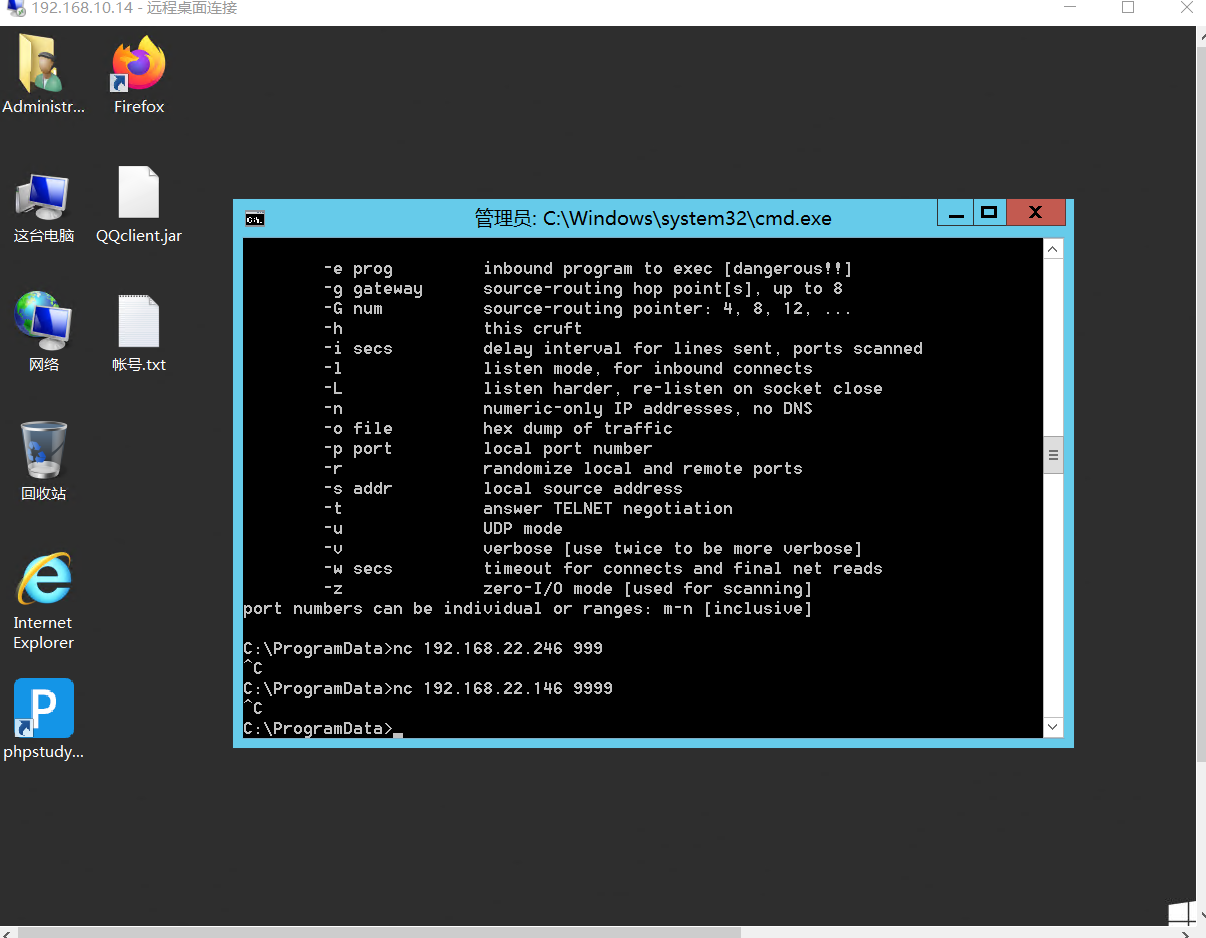 192.168.10.14 - 远程桌面连接
Administr...
Firefox
这台电脑
QQclient.jar
网络
帐号.txt
回收站
Internet
Explorer
phpstudy...
管理员: C:\Windows\system32\cmd.exe
-e prog inbound program to exec [dangerous!!]
-g gateway source-routing hop point[s], up to 8
-G num source-routing pointer: 4, 8, 12, ...
-h this cruft
-i secs delay interval for lines sent, ports scanned
-l listen mode, for inbound connects
-L listen harder, re-listen on socket close
-n numeric-only IP addresses, no DNS
-o file hex dump of traffic
-p port local port number
-r randomize local and remote ports
-s addr local source address
-t answer TELNET negotiation
-u UDP mode
-v verbose [use twice to be more verbose]
-w secs timeout for connects and final net reads
-z zero-I/O mode [used for scanning]
port numbers can be individual or ranges: m-n [inclusive]
C:\ProgramData>nc 192.168.22.246 999
^C
C:\ProgramData>nc 192.168.22.146 9999
^C
C:\ProgramData>